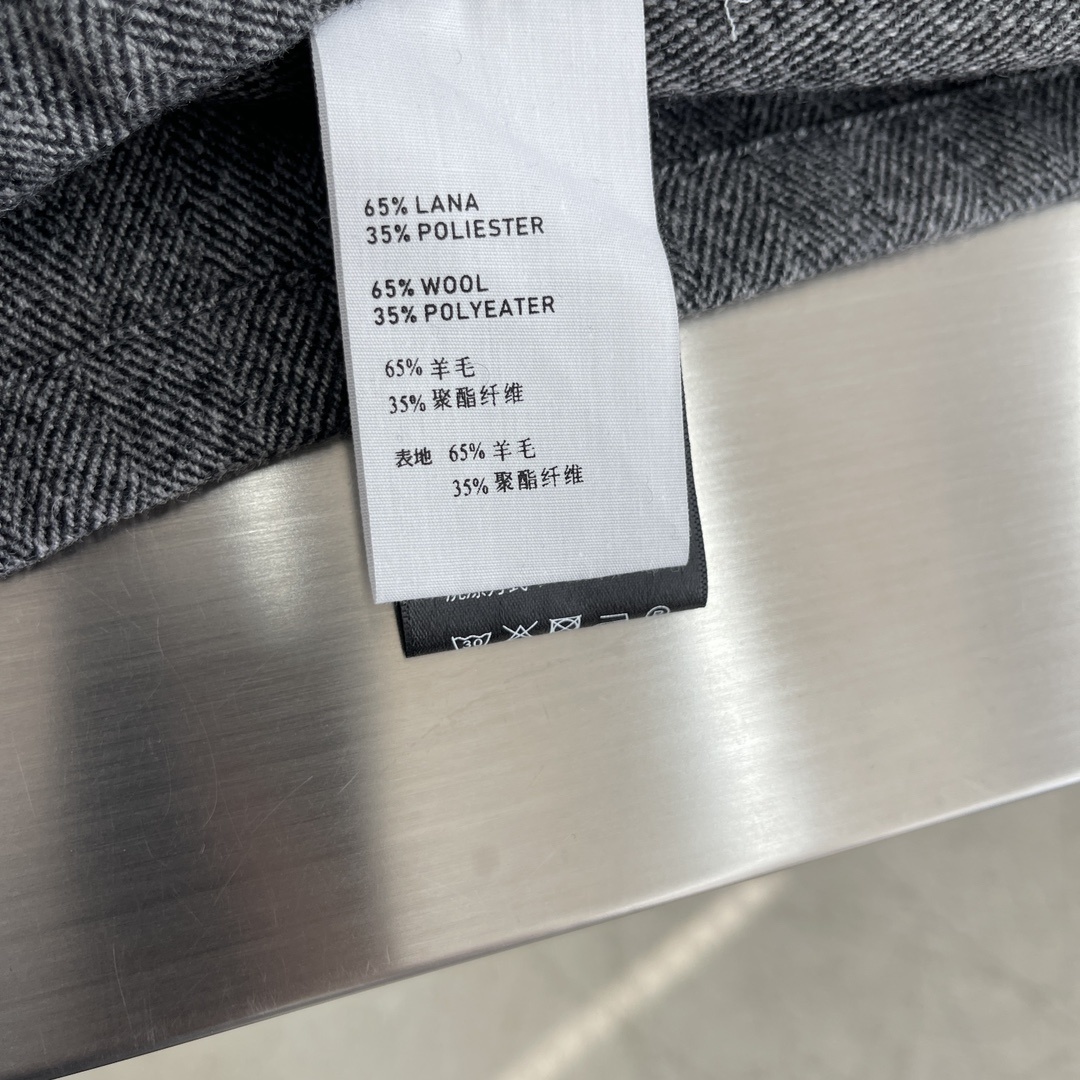 65% LANA
35% POLIESTER
65% WOOL
35% POLYEATER
65% 羊毛
35% 聚酯纤维
表地 65% 羊毛
35% 聚酯纤维
30